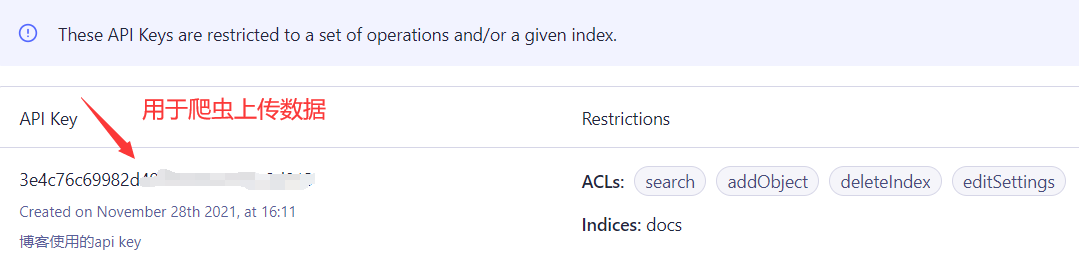 These API Keys are restricted to a set of operations and/or a given index.
用于爬虫上传数据
API Key
Restrictions
3e4c76c69982d
ACLs: search addObject deleteIndex editSettings
Created on November 28th 2021, at 16:11
Indices: docs
博客使用的api key